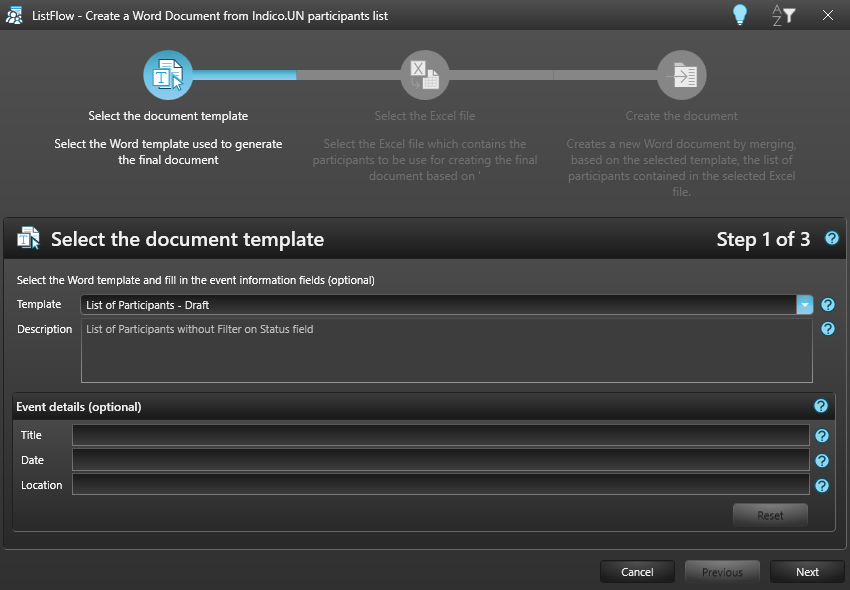 ListFlow - Create a Word Document from Indico.UN participants list
Select the document template
Select the Word template used to generate
the final document
Select the Excel file
Select the Excel file which contains the
participants to be use for creating the final
document based on '
Create the document
Creates a new Word document by merging,
based on the selected template, the list of
participants contained in the selected Excel
file.
Select the document template
Step 1 of 3
Select the Word template and fill in the event information fields (optional)
Template
List of Participants - Draft
Description
List of Participants without Filter on Status field
Event details (optional)
Title
Date
Location
Reset
Cancel
Previous
Next